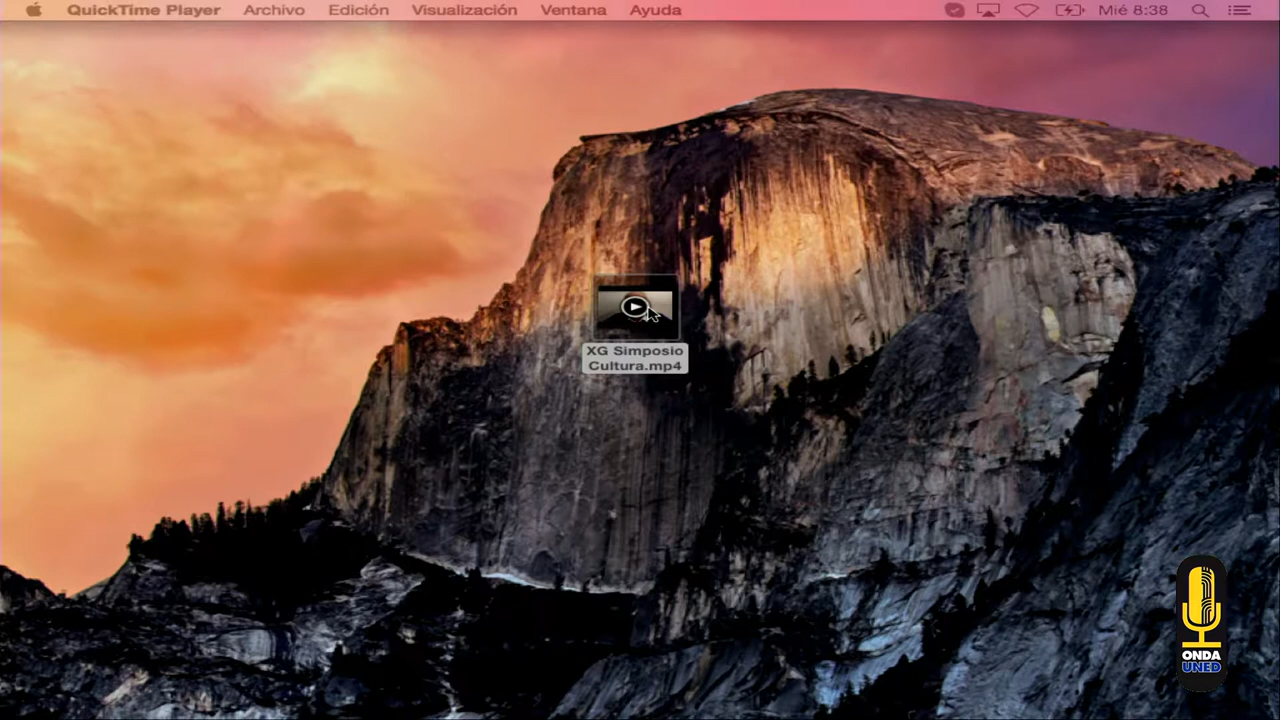 QuickTime Player Archivo Edición Visualización Ventana Ayuda Mié 8:38
XG Simposio
Cultura.mp4
ONDA
UNED